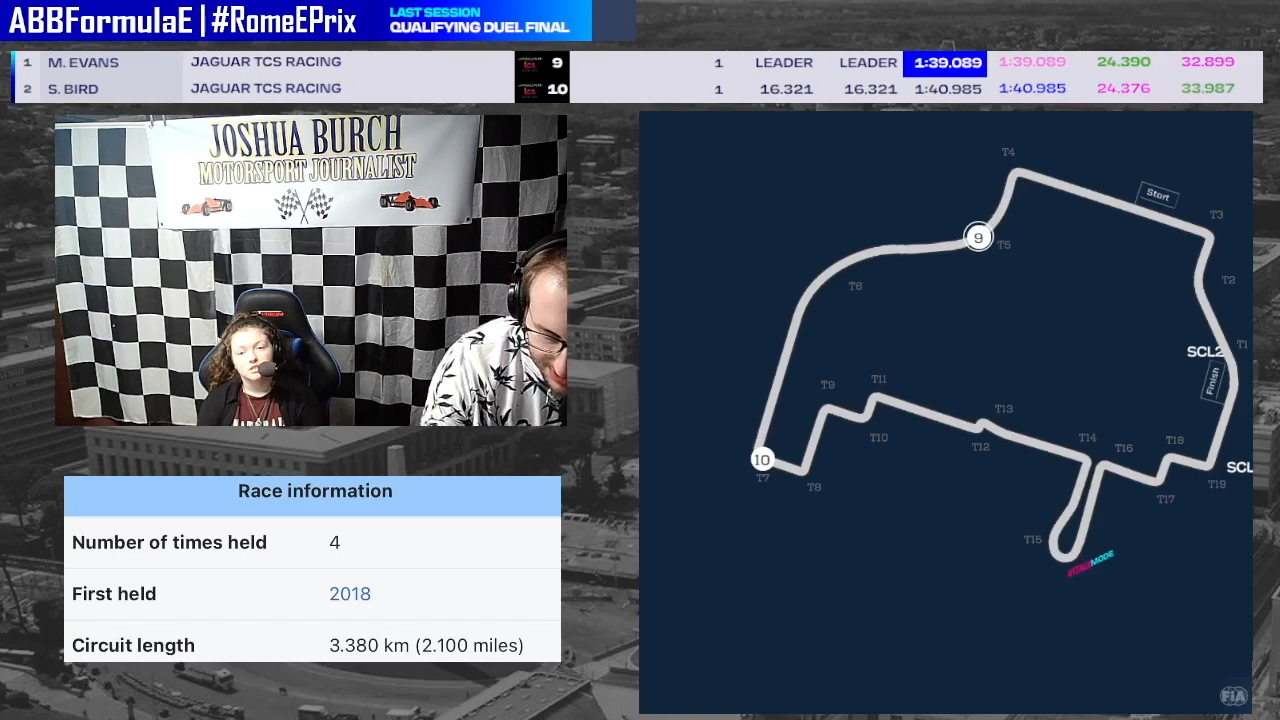 ABBFormulaE | #RomeEPrix
LAST SESSION
QUALIFYING DUEL FINAL
1 M. EVANS JAGUAR TCS RACING 9 1 LEADER LEADER 1:39.089 1:39.089 24.390 32.899
2 S. BIRD JAGUAR TCS RACING 10 1 16.321 16.321 1:40.985 1:40.985 24.376 33.987
JOSHUA BURCH
MOTORSPORT JOURNALIST
Race information
Number of times held 4
First held 2018
Circuit length 3.380 km (2.100 miles)
T4
Start
T3
9
T5
T2
T6
T1
SCL2
Finish
T9
T11
T13
T10
T12
T14
T16
T18
10
T7
T8
SCL
T19
T17
T15
ATTACK MODE
FIA